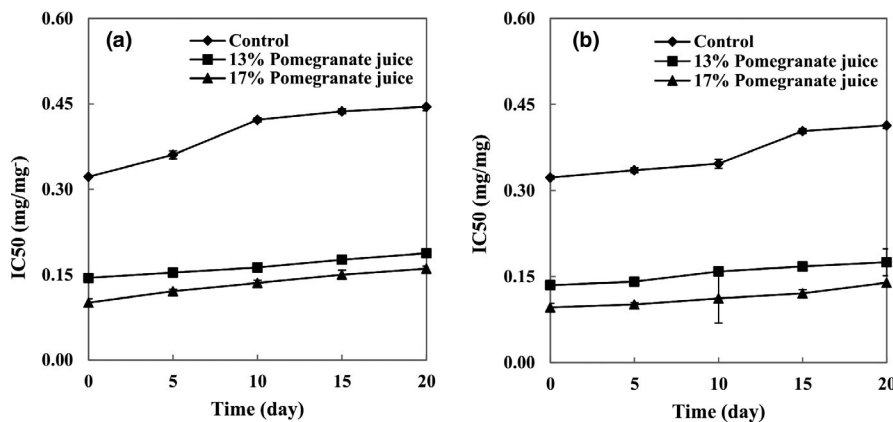 (a)
Control
13% Pomegranate juice
17% Pomegranate juice
0.60
0.45
0.30
0.15
0.00
IC50 (mg/mg-)
0 5 10 15 20
Time (day)
(b)
Control
13% Pomegranate juice
17% Pomegranate juice
0.60
0.45
0.30
0.15
0.00
IC50 (mg/mg)
0 5 10 15 20
Time (day)